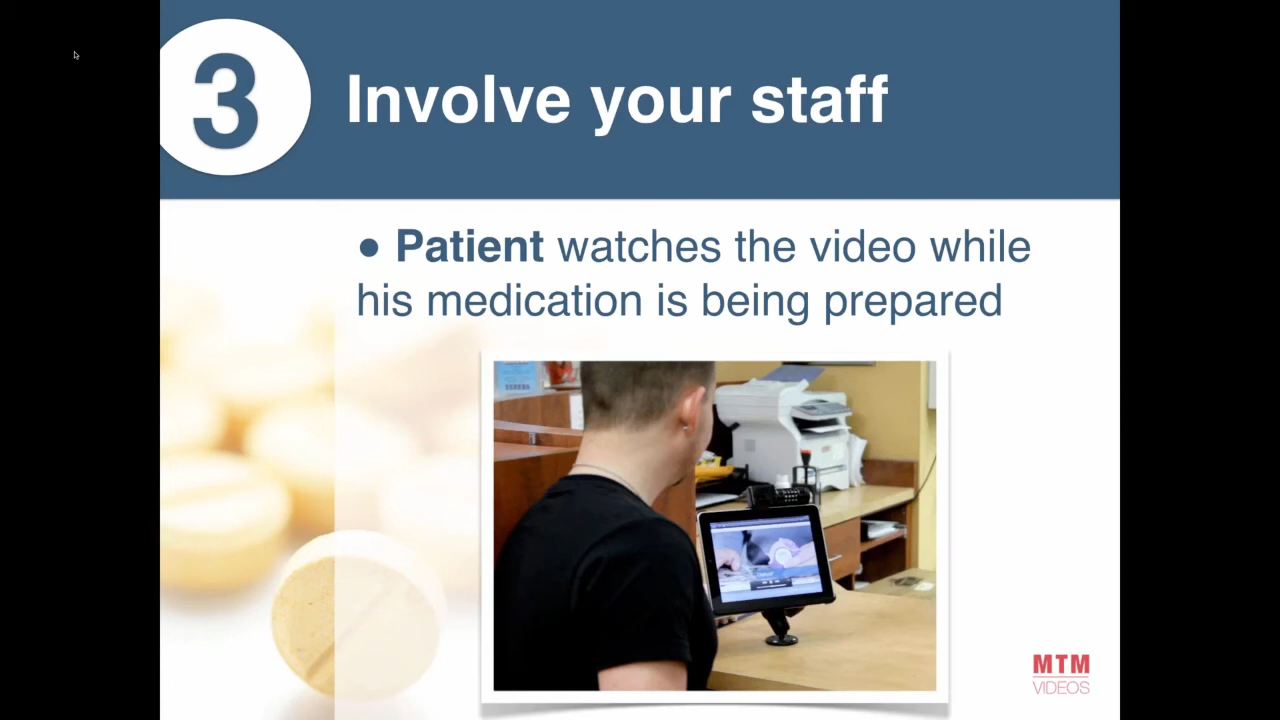 3
Involve your staff
● Patient watches the video while
his medication is being prepared
MTM
VIDEOS